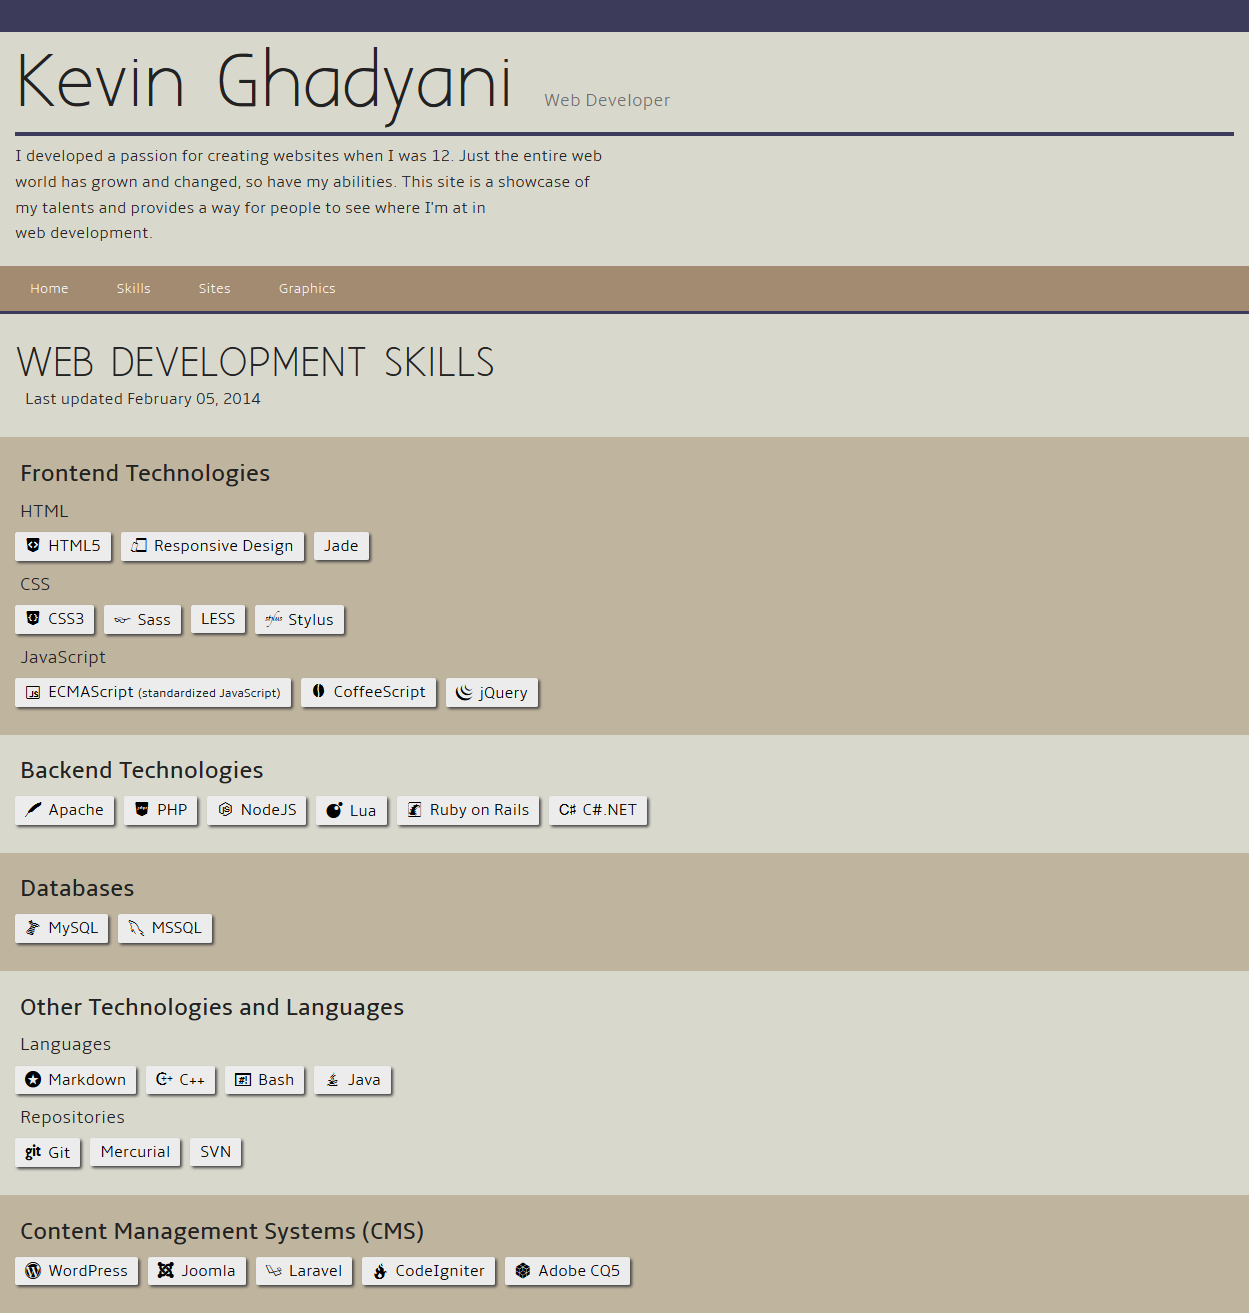 Kevin Ghadyani Web Developer
I developed a passion for creating websites when I was 12. Just the entire web
world has grown and changed, so have my abilities. This site is a showcase of
my talents and provides a way for people to see where I'm at in
web development.
Home Skills Sites Graphics
WEB DEVELOPMENT SKILLS
Last updated February 05, 2014
Frontend Technologies
HTML
HTML5 Responsive Design Jade
CSS
CSS3 Sass LESS stylus Stylus
JavaScript
JS ECMAScript (standardized JavaScript) CoffeeScript jQuery
Backend Technologies
Apache php PHP NodeJS Lua Ruby on Rails C# C#.NET
Databases
MySQL MSSQL
Other Technologies and Languages
Languages
Markdown C++ C++ #! Bash Java
Repositories
git Git Mercurial SVN
Content Management Systems (CMS)
WordPress Joomla Laravel CodeIgniter Adobe CQ5